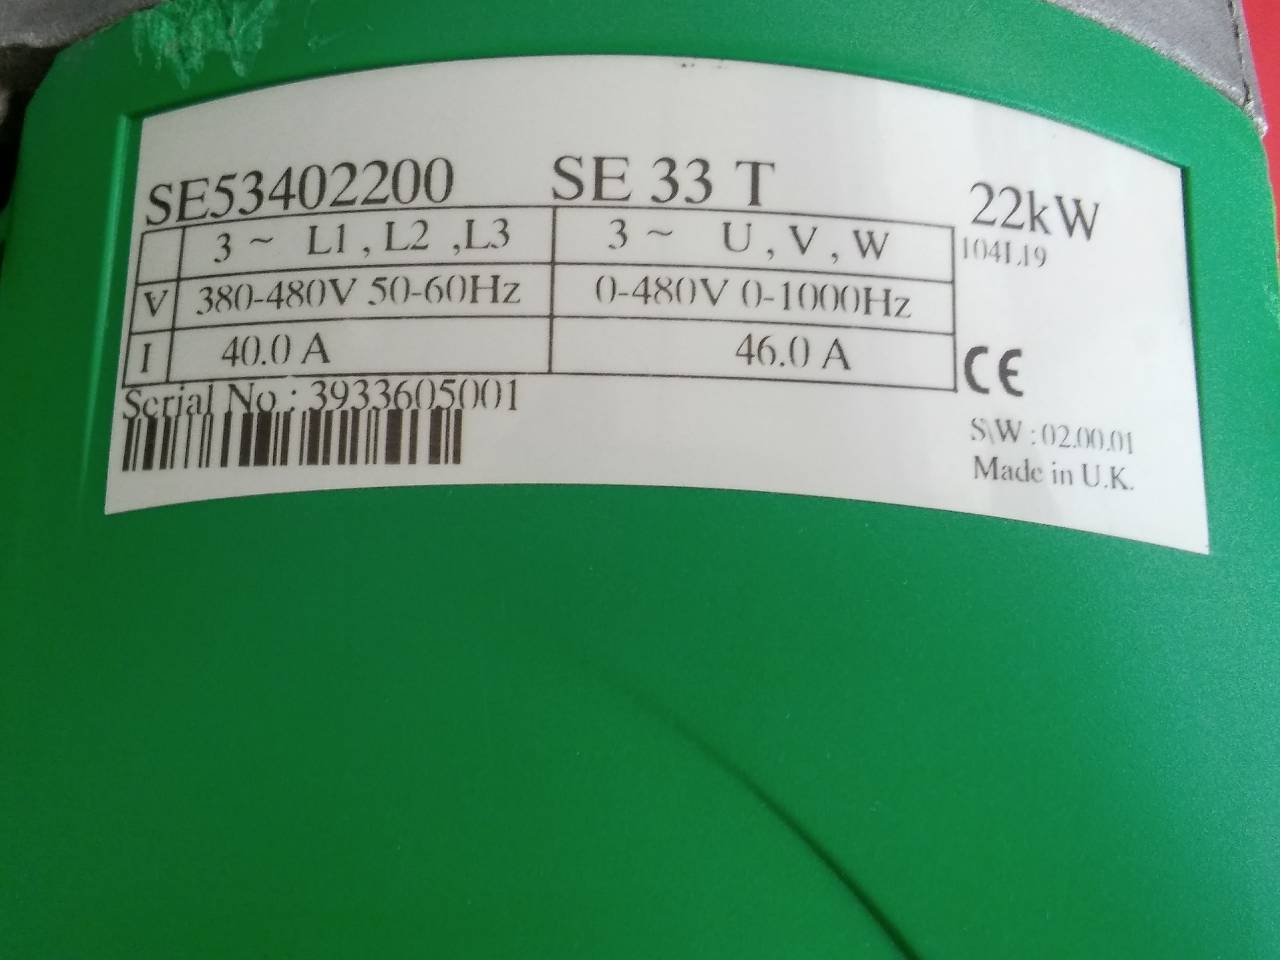 SE53402200 SE 33 T 22kW
3 ~ L1 , L2 ,L3 3 ~ U , V , W 104L19
V 380-480V 50-60Hz 0-480V 0-1000Hz
I 40.0 A 46.0 A CE
Serial No.: 3933605001
S\W : 02.00.01
Made in U.K.